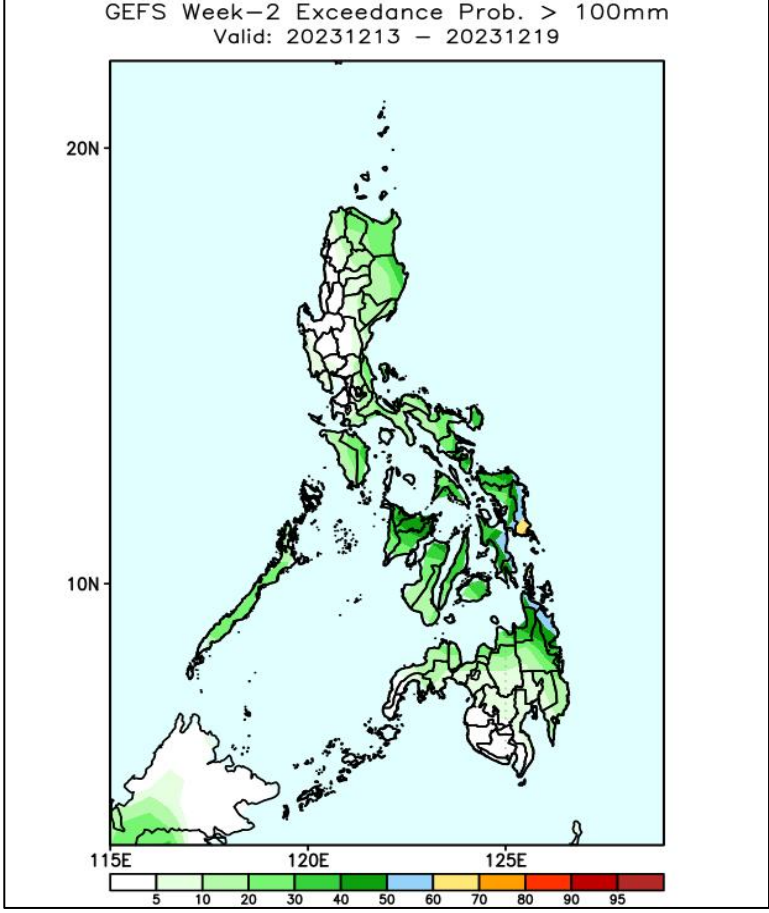 GEFS Week-2 Exceedance Prob. > 100mm
Valid: 20231213 - 20231219
20N
10N
115E 120E 125E
5 10 20 30 40 50 60 70 80 90 95